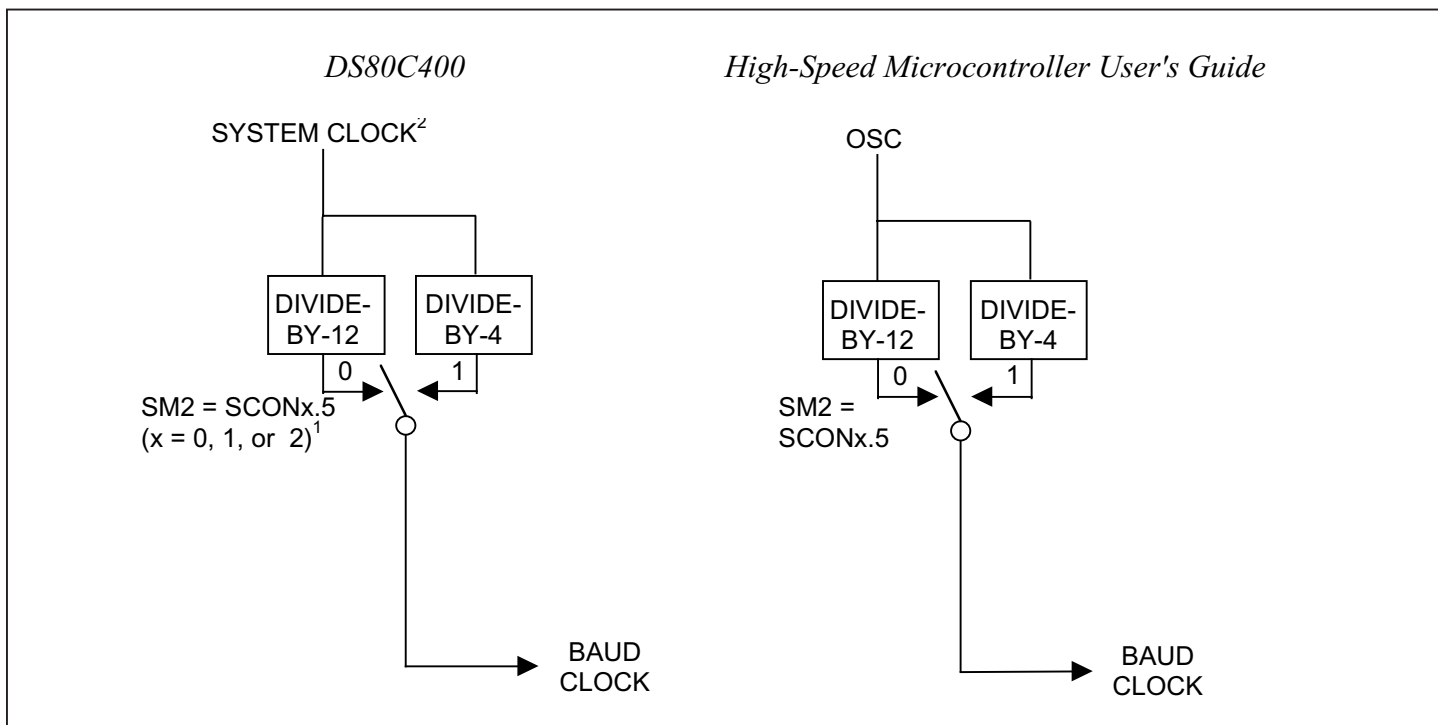 DS80C400
SYSTEM CLOCK²
DIVIDE-
BY-12
DIVIDE-
BY-4
0
1
SM2 = SCONx.5
(x = 0, 1, or 2)¹
BAUD
CLOCK
High-Speed Microcontroller User's Guide
OSC
DIVIDE-
BY-12
DIVIDE-
BY-4
0
1
SM2 =
SCONx.5
BAUD
CLOCK